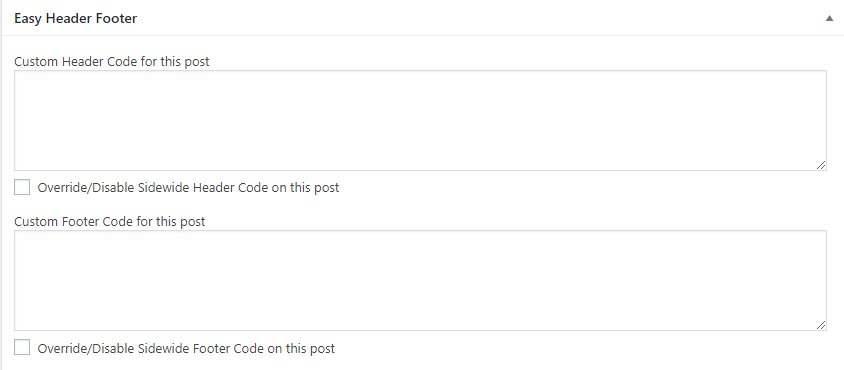 Easy Header Footer
Custom Header Code for this post
Override/Disable Sidewide Header Code on this post
Custom Footer Code for this post
Override/Disable Sidewide Footer Code on this post